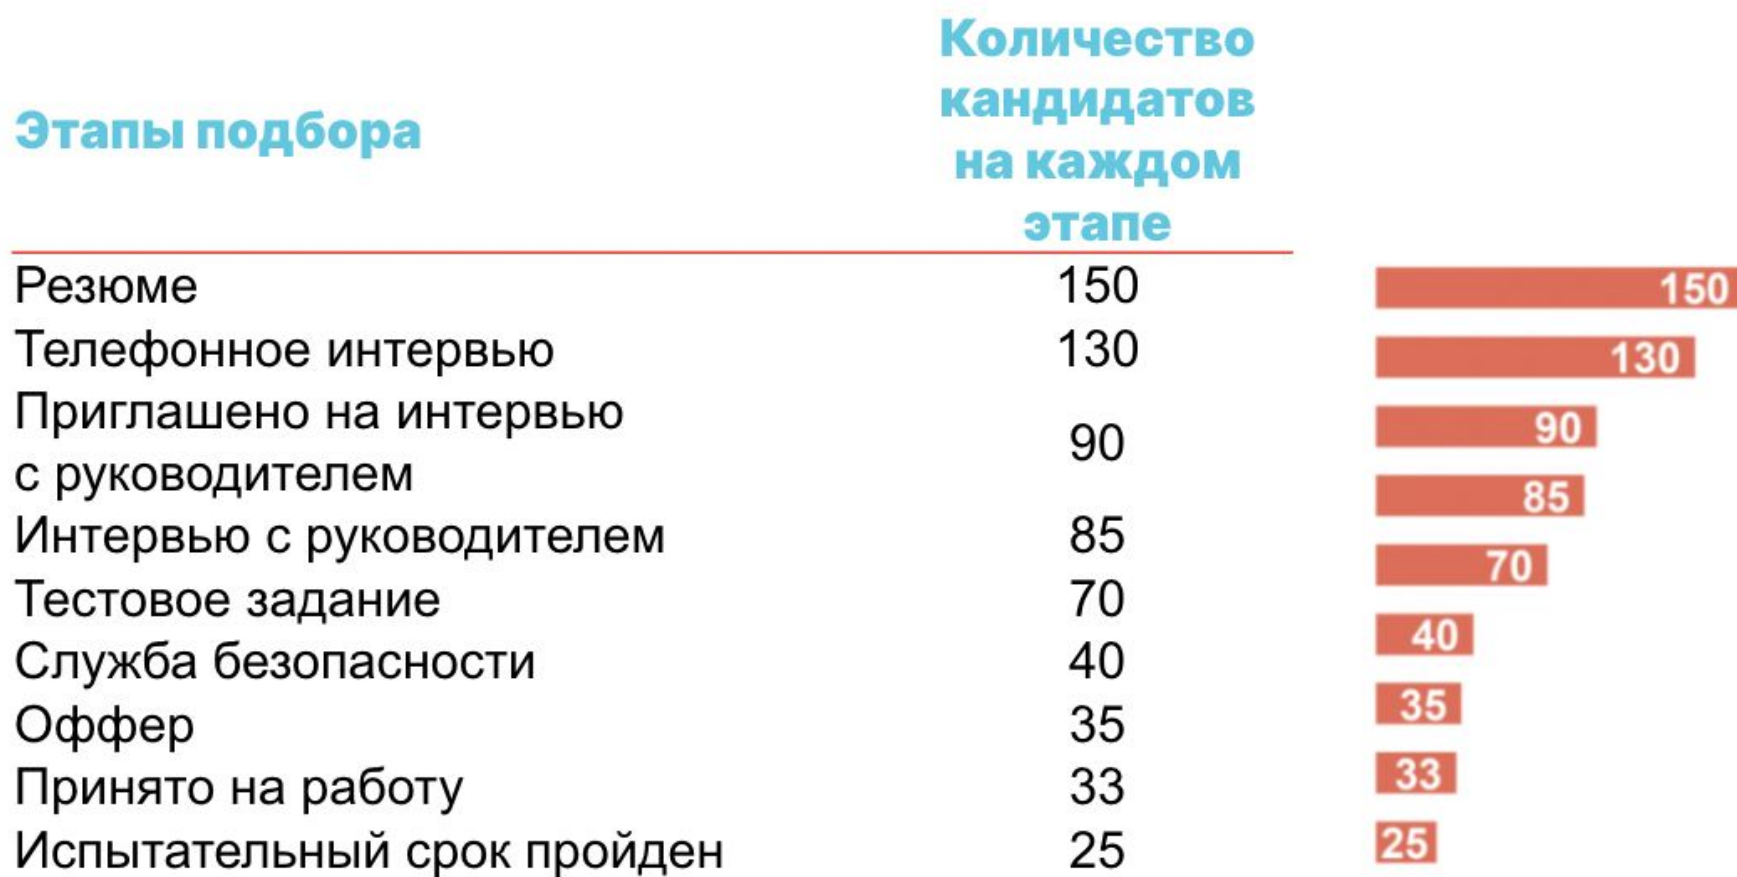 Этапы подбора
Количество
кандидатов
на каждом
этапе
Резюме 150 150
Телефонное интервью 130 130
Приглашено на интервью
с руководителем 90 90
Интервью с руководителем 85 85
Тестовое задание 70 70
Служба безопасности 40 40
Оффер 35 35
Принято на работу 33 33
Испытательный срок пройден 25 25